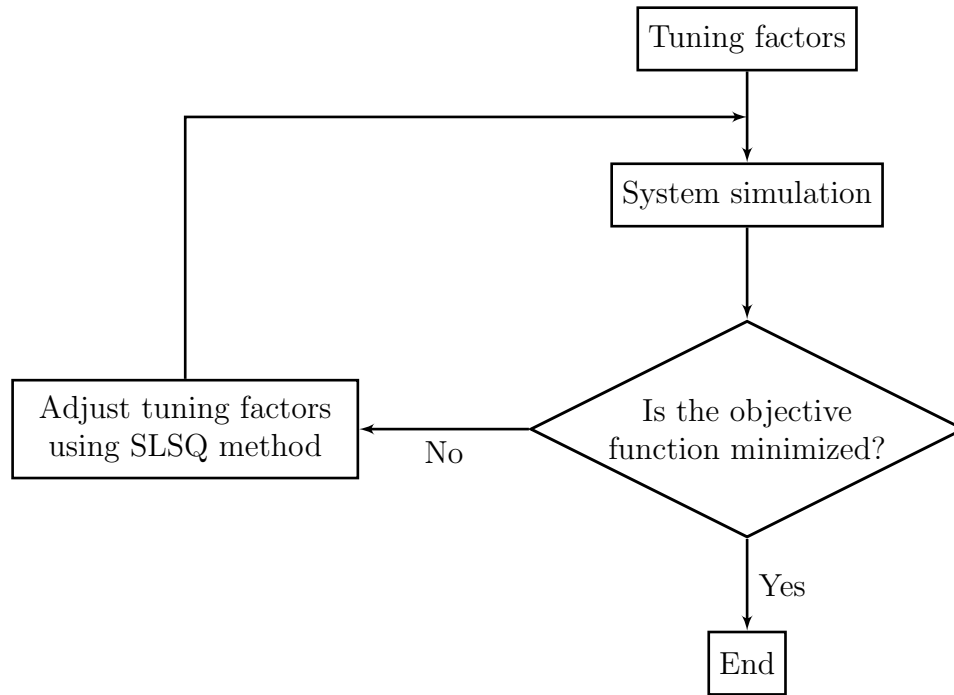 Tuning factors
System simulation
Is the objective
function minimized?
No
Adjust tuning factors
using SLSQ method
Yes
End